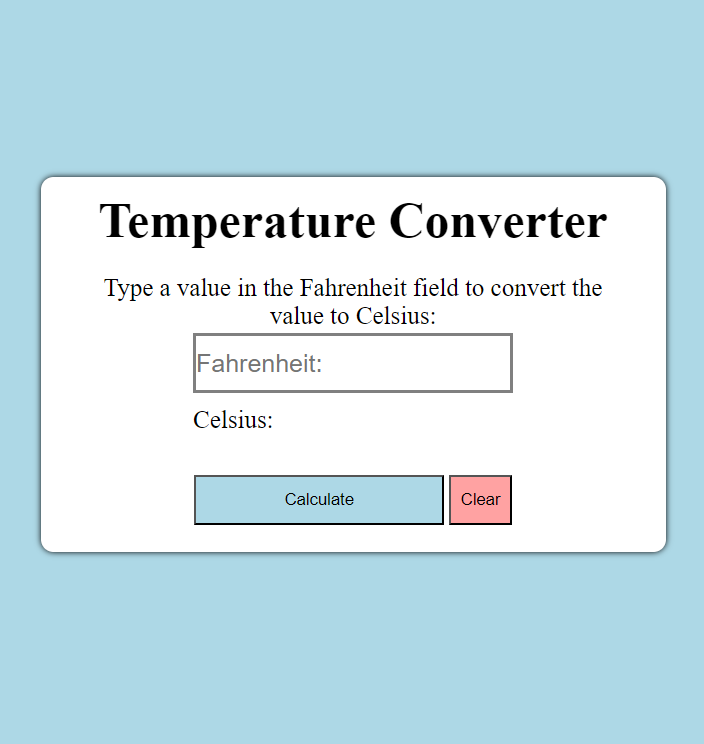 Temperature Converter
Type a value in the Fahrenheit field to convert the
value to Celsius:
Fahrenheit:
Celsius:
Calculate Clear